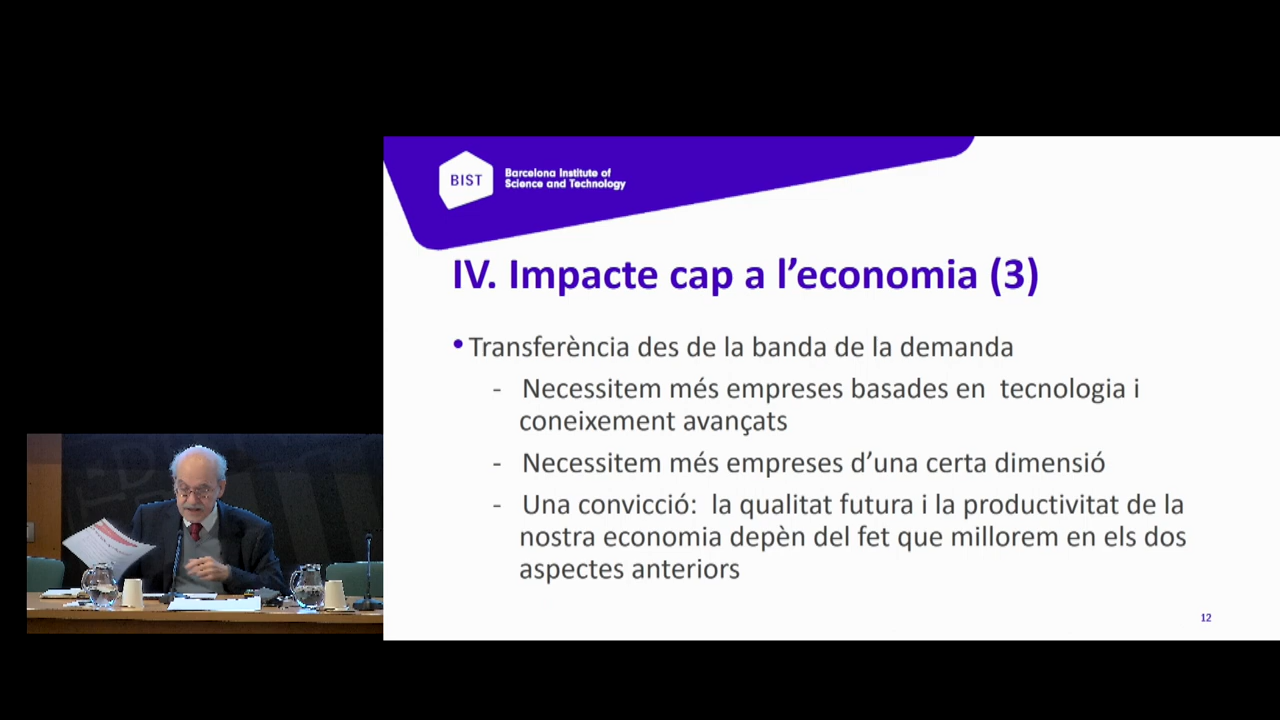 BIST
Barcelona Institute of
Science and Technology
IV. Impacte cap a l’economia (3)
• Transferència des de la banda de la demanda
- Necessitem més empreses basades en tecnologia i
coneixement avançats
- Necessitem més empreses d’una certa dimensió
- Una convicció: la qualitat futura i la productivitat de la
nostra economia depèn del fet que millorem en els dos
aspectes anteriors
12